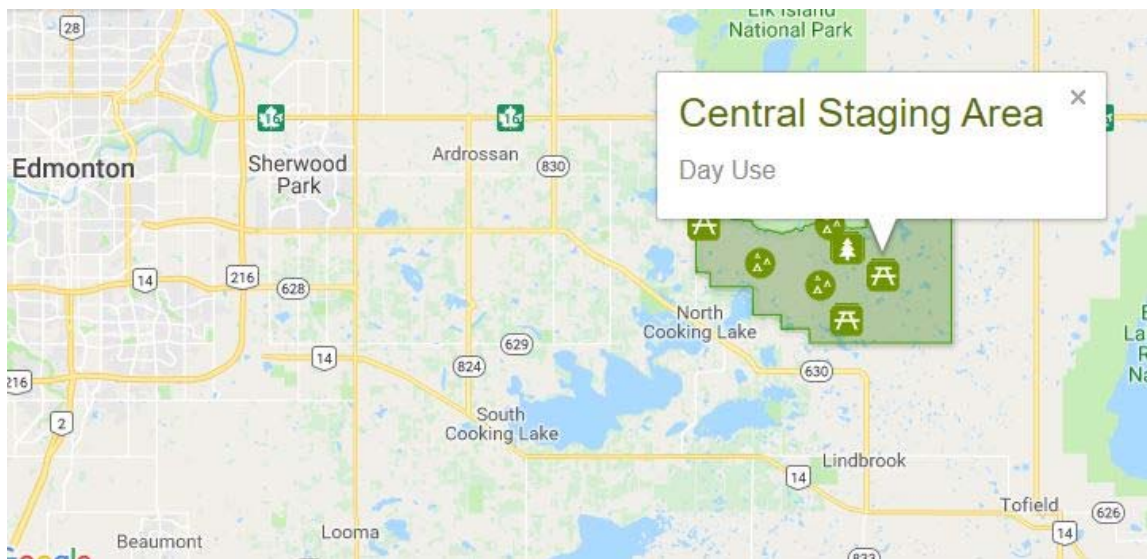 28
Elk Island
National Park
Central Staging Area
×
Day Use
16
16
Edmonton
Sherwood
Park
Ardrossan
830
14
216
628
North
Cooking Lake
629
14
824
630
216
2
South
Cooking Lake
Lindbrook
14
Tofield
626
14
Beaumont
Looma
833